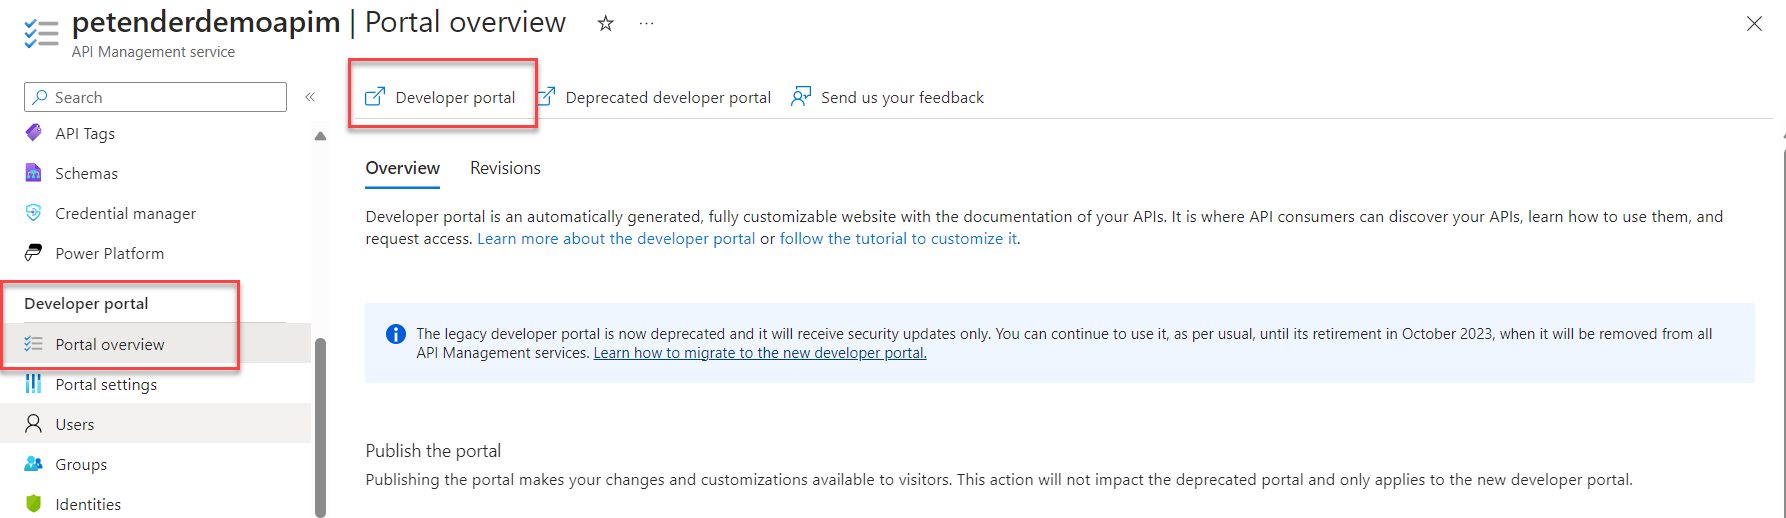 petenderdemoapim | Portal overview
API Management service
Search
API Tags
Schemas
Credential manager
Power Platform
Developer portal
Portal overview
Portal settings
Users
Groups
Identities
Developer portal
Deprecated developer portal
Send us your feedback
Overview
Revisions
Developer portal is an automatically generated, fully customizable website with the documentation of your APIs. It is where API consumers can discover your APIs, learn how to use them, and
request access. Learn more about the developer portal or follow the tutorial to customize it.
The legacy developer portal is now deprecated and it will receive security updates only. You can continue to use it, as per usual, until its retirement in October 2023, when it will be removed from all
API Management services. Learn how to migrate to the new developer portal.
Publish the portal
Publishing the portal makes your changes and customizations available to visitors. This action will not impact the deprecated portal and only applies to the new developer portal.